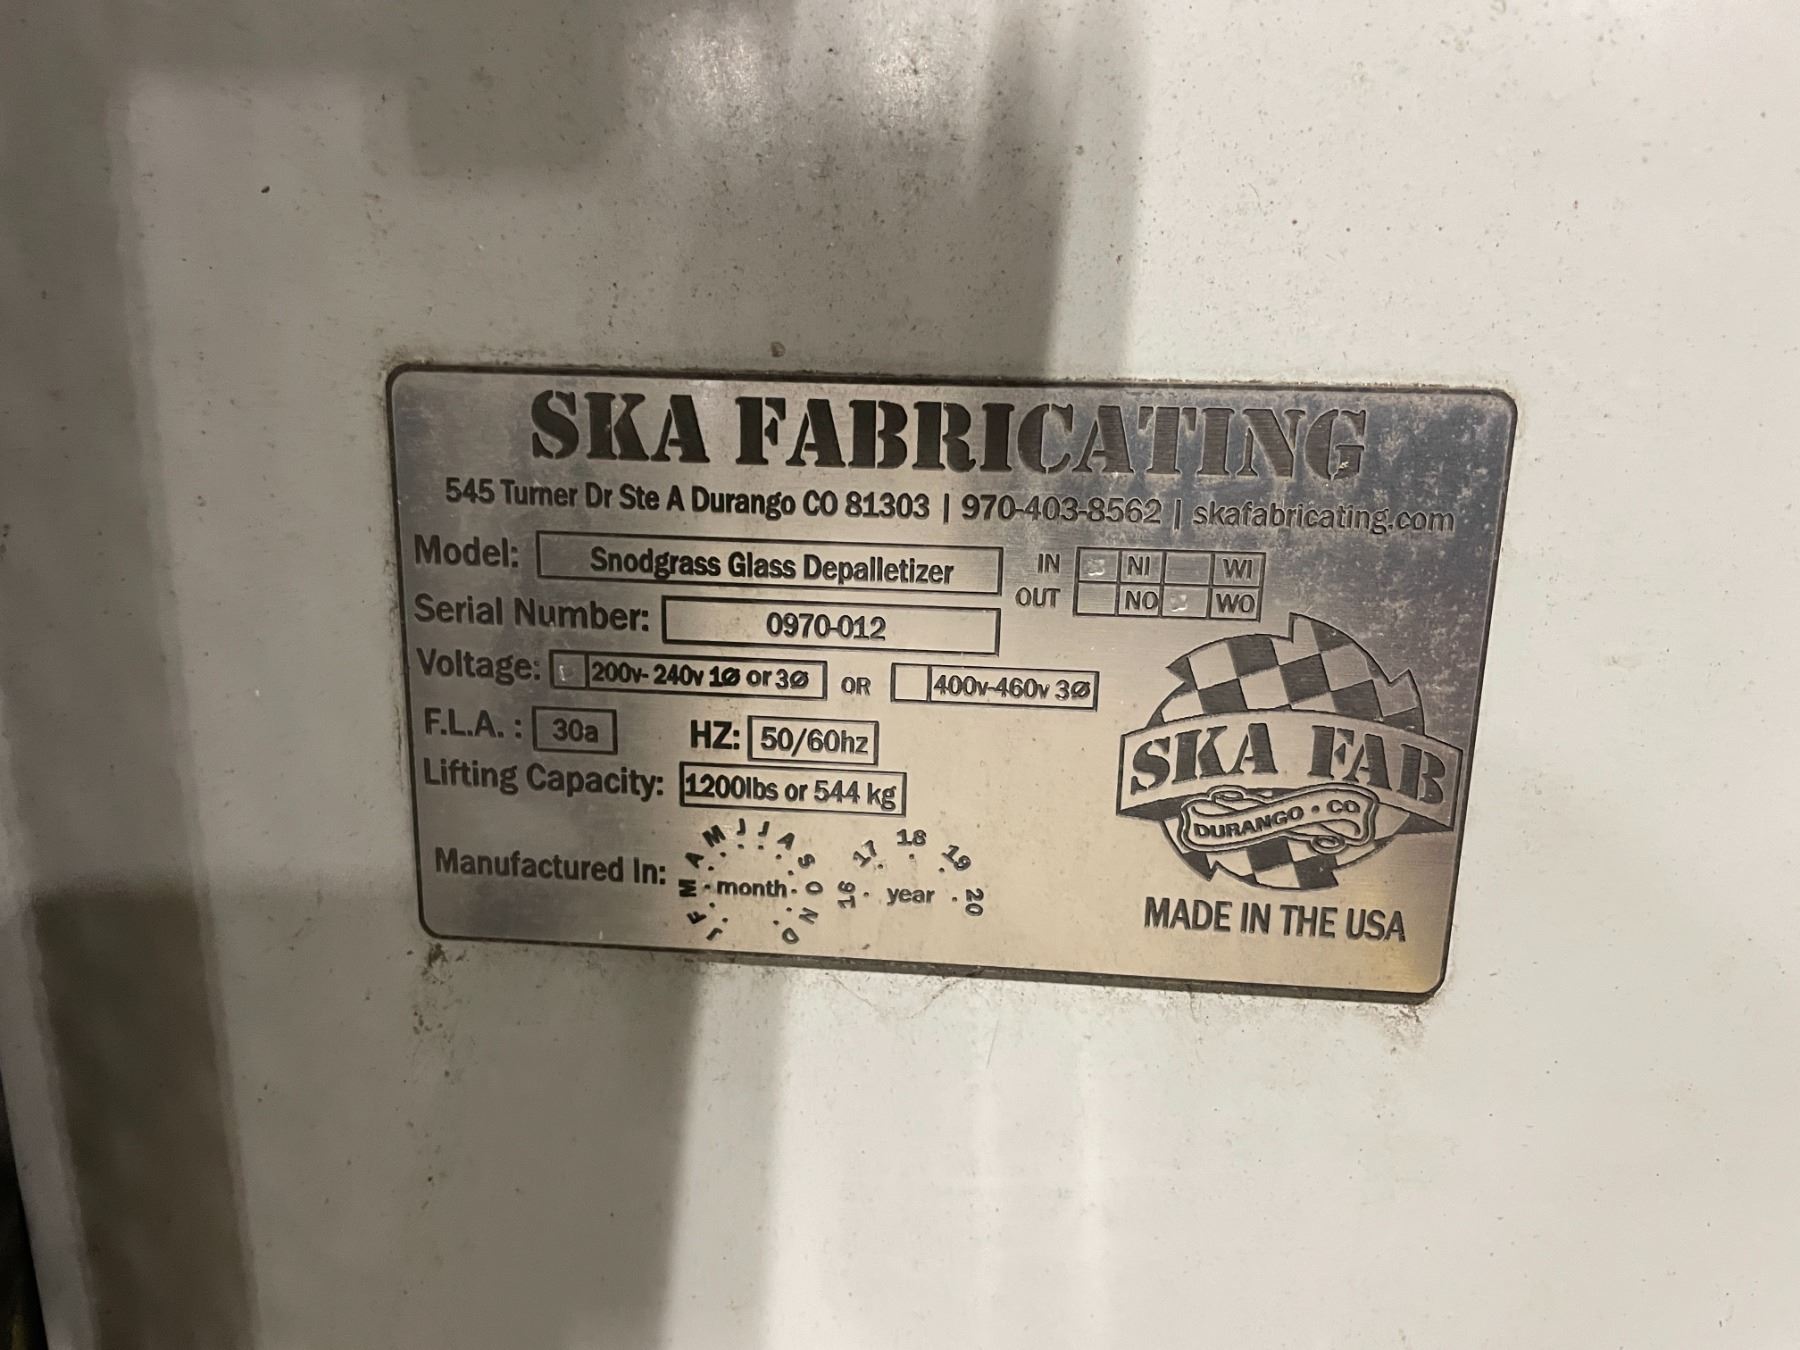 SKA FABRICATING
545 Turner Dr Ste A Durango CO 81303 | 970-403-8562 | skafabricating.com
Model: Snodgrass Glass Depalletizer IN NI WI
OUT NO WO
Serial Number: 0970-012
Voltage: 200v-240v 1Ø or 3Ø OR 400v-460v 3Ø
F.L.A. : 30a HZ: 50/60hz
Lifting Capacity: 1200lbs or 544 kg
Manufactured In: J F M A M J J A S O N D month 16 17 18 19 20 year
SKA FAB
DURANGO • CO
MADE IN THE USA